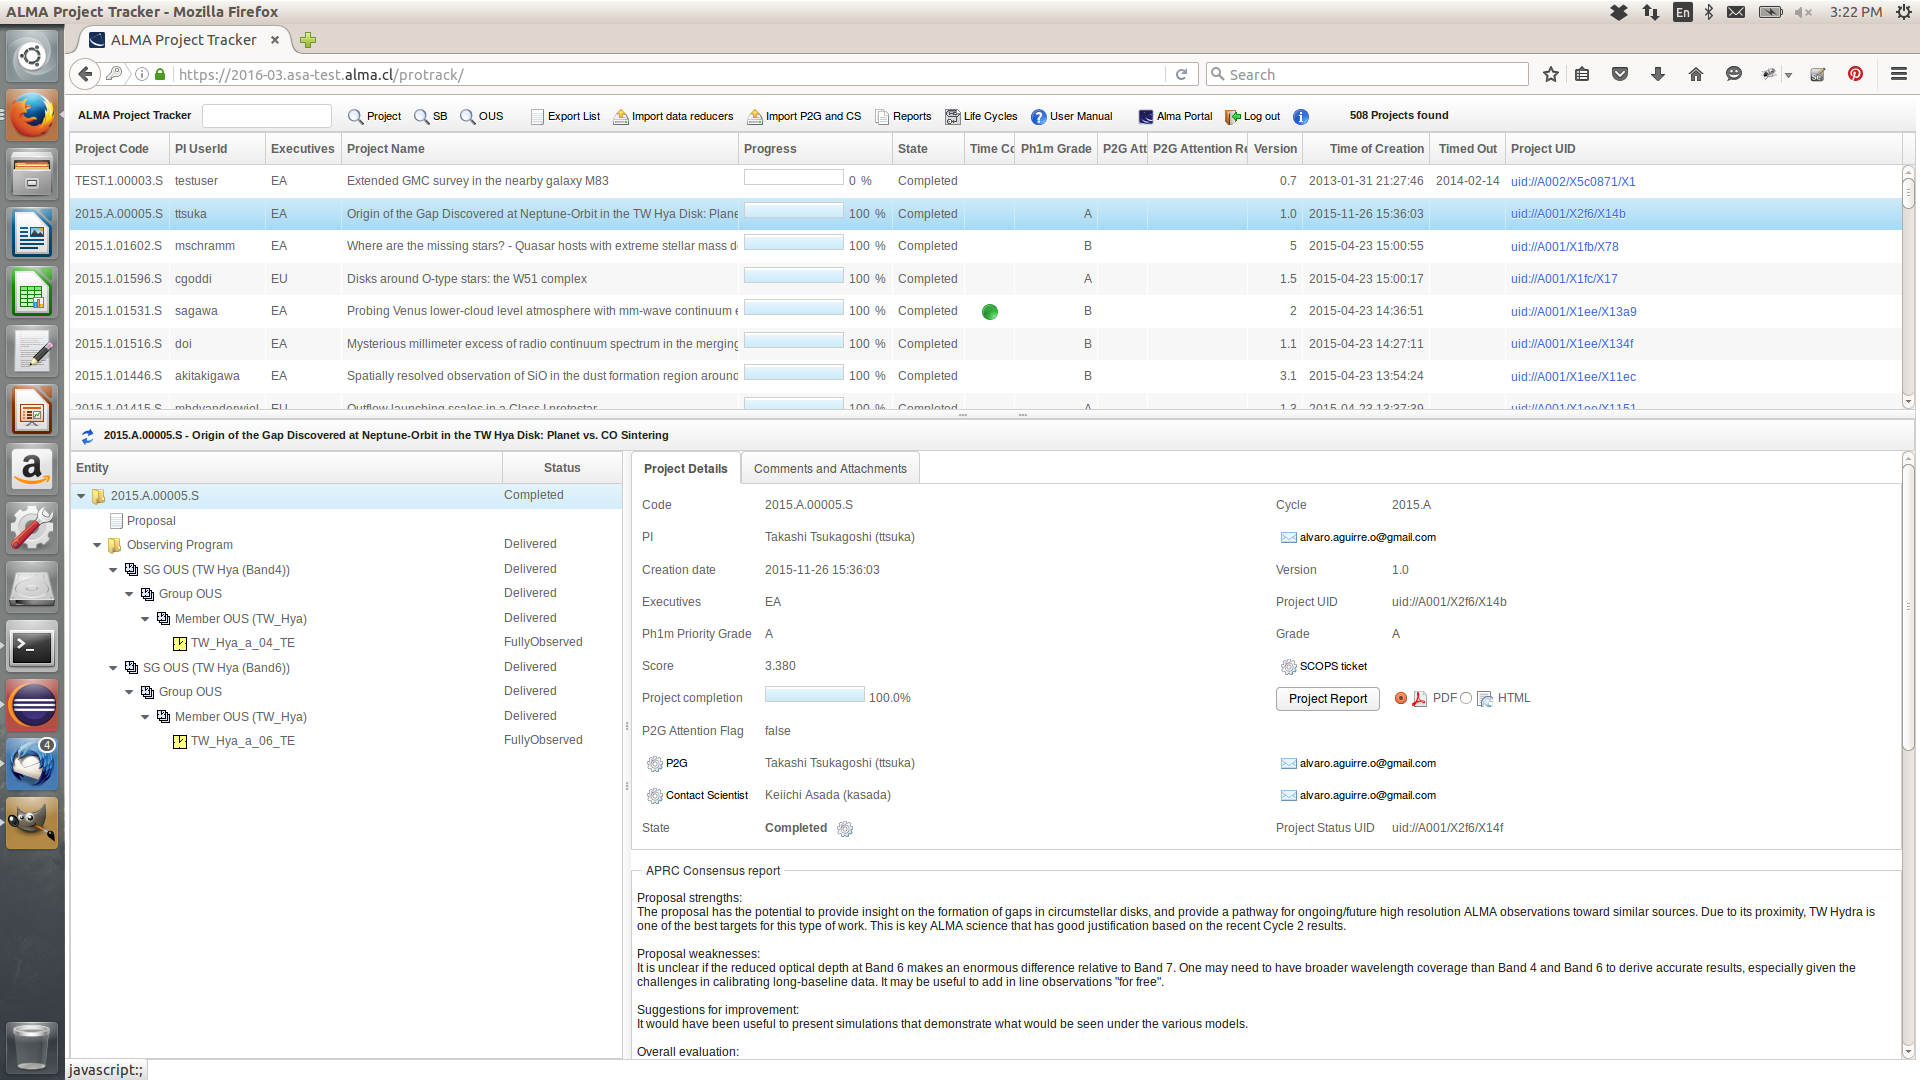 ALMA Project Tracker - Mozilla Firefox En 3:22 PM
ALMA Project Tracker
https://2016-03.asa-test.alma.cl/protrack/ Search
ALMA Project Tracker Project SB OUS Export List Import data reducers Import P2G and CS Reports Life Cycles User Manual Alma Portal Log out 508 Projects found
Project Code PI UserId Executives Project Name Progress State Time Co Ph1m Grade P2G Att P2G Attention Re Version Time of Creation Timed Out Project UID
TEST.1.00003.S testuser EA Extended GMC survey in the nearby galaxy M83 0 % Completed 0.7 2013-01-31 21:27:46 2014-02-14 uid://A002/X5c0871/X1
2015.A.00005.S ttsuka EA Origin of the Gap Discovered at Neptune-Orbit in the TW Hya Disk: Plane 100 % Completed A 1.0 2015-11-26 15:36:03 uid://A001/X2f6/X14b
2015.1.01602.S mschramm EA Where are the missing stars? - Quasar hosts with extreme stellar mass d 100 % Completed B 5 2015-04-23 15:00:55 uid://A001/X1fb/X78
2015.1.01596.S cgoddi EU Disks around O-type stars: the W51 complex 100 % Completed A 1.5 2015-04-23 15:00:17 uid://A001/X1fc/X17
2015.1.01531.S sagawa EA Probing Venus lower-cloud level atmosphere with mm-wave continuum e 100 % Completed B 2 2015-04-23 14:36:51 uid://A001/X1ee/X13a9
2015.1.01516.S doi EA Mysterious millimeter excess of radio continuum spectrum in the merging 100 % Completed B 1.1 2015-04-23 14:27:11 uid://A001/X1ee/X134f
2015.1.01446.S akitakigawa EA Spatially resolved observation of SiO in the dust formation region around 100 % Completed B 3.1 2015-04-23 13:54:24 uid://A001/X1ee/X11ec
2015.1.01415.S mhdvanderwiel EU Outflow launching scales in a Class I protostar 100 % Completed A 1.3 2015-04-23 13:37:39 uid://A001/X1ee/X1151
2015.A.00005.S - Origin of the Gap Discovered at Neptune-Orbit in the TW Hya Disk: Planet vs. CO Sintering
Entity Status
2015.A.00005.S Completed
Proposal
Observing Program Delivered
SG OUS (TW Hya (Band4)) Delivered
Group OUS Delivered
Member OUS (TW_Hya) Delivered
TW_Hya_a_04_TE FullyObserved
SG OUS (TW Hya (Band6)) Delivered
Group OUS Delivered
Member OUS (TW_Hya) Delivered
TW_Hya_a_06_TE FullyObserved
Project Details Comments and Attachments
Code 2015.A.00005.S Cycle 2015.A
PI Takashi Tsukagoshi (ttsuka) alvaro.aguirre.o@gmail.com
Creation date 2015-11-26 15:36:03 Version 1.0
Executives EA Project UID uid://A001/X2f6/X14b
Ph1m Priority Grade A Grade A
Score 3.380 SCOPS ticket
Project completion 100.0% Project Report PDF HTML
P2G Attention Flag false
P2G Takashi Tsukagoshi (ttsuka) alvaro.aguirre.o@gmail.com
Contact Scientist Keiichi Asada (kasada) alvaro.aguirre.o@gmail.com
State Completed Project Status UID uid://A001/X2f6/X14f
APRC Consensus report
Proposal strengths:
The proposal has the potential to provide insight on the formation of gaps in circumstellar disks, and provide a pathway for ongoing/future high resolution ALMA observations toward similar sources. Due to its proximity, TW Hydra is
one of the best targets for this type of work. This is key ALMA science that has good justification based on the recent Cycle 2 results.
Proposal weaknesses:
It is unclear if the reduced optical depth at Band 6 makes an enormous difference relative to Band 7. One may need to have broader wavelength coverage than Band 4 and Band 6 to derive accurate results, especially given the
challenges in calibrating long-baseline data. It may be useful to add in line observations "for free".
Suggestions for improvement:
It would have been useful to present simulations that demonstrate what would be seen under the various models.
Overall evaluation:
4
a
javascript:;